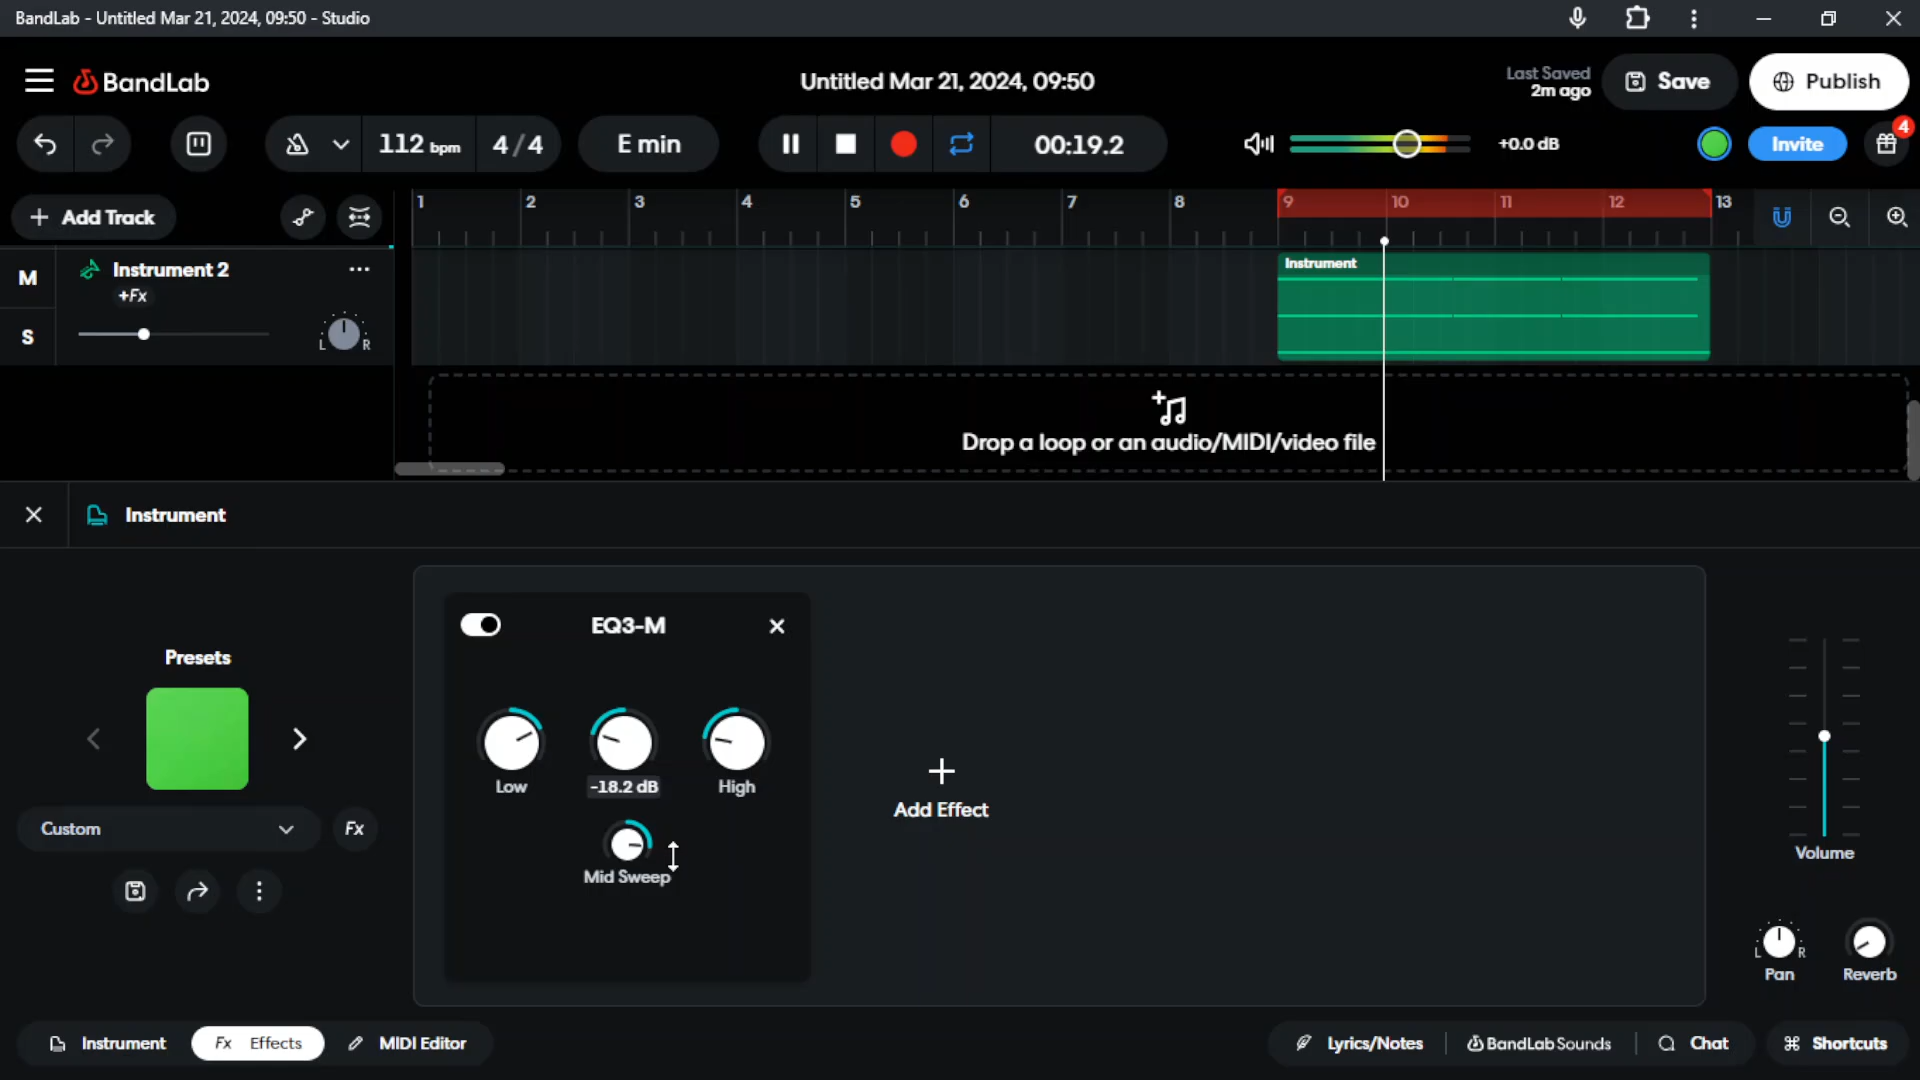 BandLab - Untitled Mar 21, 2024, 09:50 - Studio
BandLab
Untitled Mar 21, 2024, 09:50
Last Saved
2m ago
Save
Publish
112 bpm
4 / 4
E min
00:19.2
+0.0 dB
Invite
4
Add Track
1 2 3 4 5 6 7 8 9 10 11 12 13
M
Instrument 2
+Fx
S
L R
Instrument
Drop a loop or an audio/MIDI/video file
Instrument
Presets
Custom
Fx
EQ3-M
Low
-18.2 dB
High
Mid Sweep
Add Effect
Volume
L R
Pan
Reverb
Instrument
Fx Effects
MIDI Editor
Lyrics/Notes
BandLab Sounds
Chat
Shortcuts